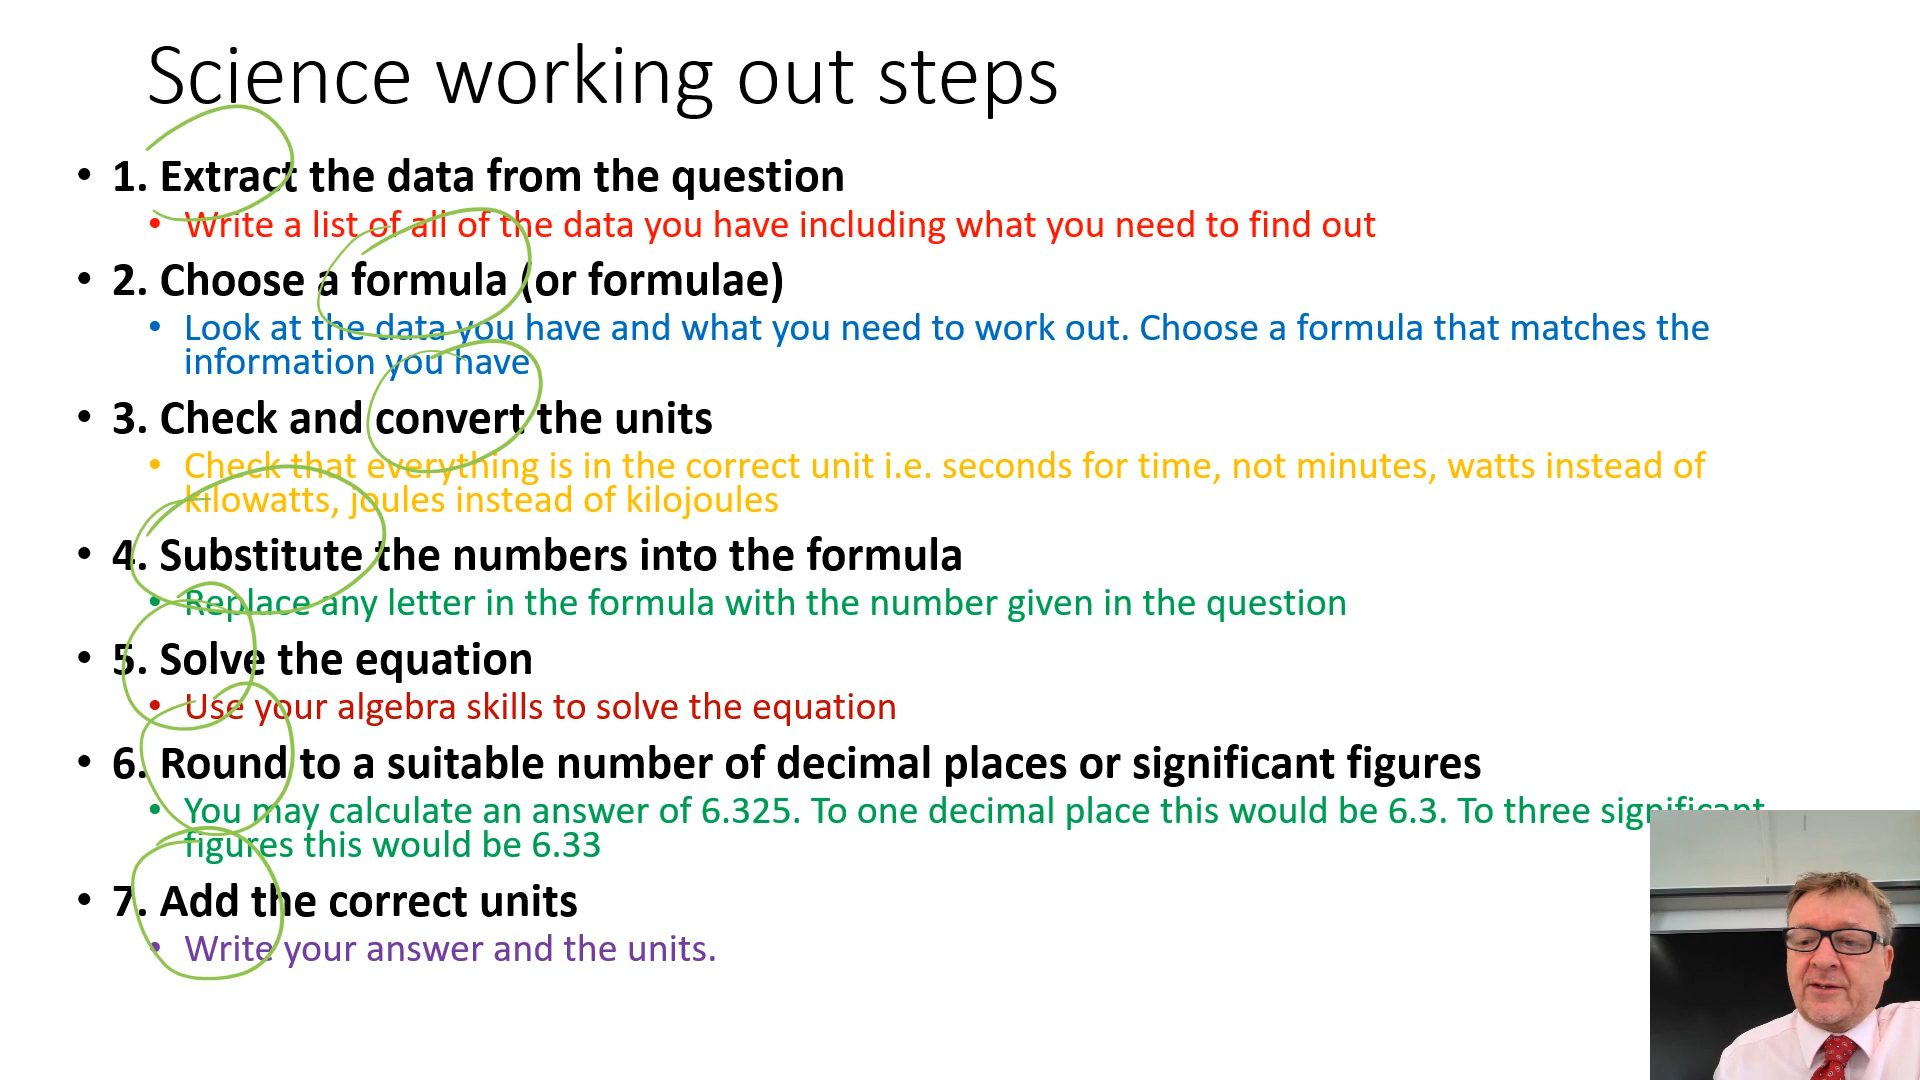 Science working out steps
• 1. Extract the data from the question
• Write a list of all of the data you have including what you need to find out
• 2. Choose a formula (or formulae)
• Look at the data you have and what you need to work out. Choose a formula that matches the
information you have
• 3. Check and convert the units
• Check that everything is in the correct unit i.e. seconds for time, not minutes, watts instead of
kilowatts, joules instead of kilojoules
• 4. Substitute the numbers into the formula
• Replace any letter in the formula with the number given in the question
• 5. Solve the equation
• Use your algebra skills to solve the equation
• 6. Round to a suitable number of decimal places or significant figures
• You may calculate an answer of 6.325. To one decimal place this would be 6.3. To three significant
figures this would be 6.33
• 7. Add the correct units
• Write your answer and the units.